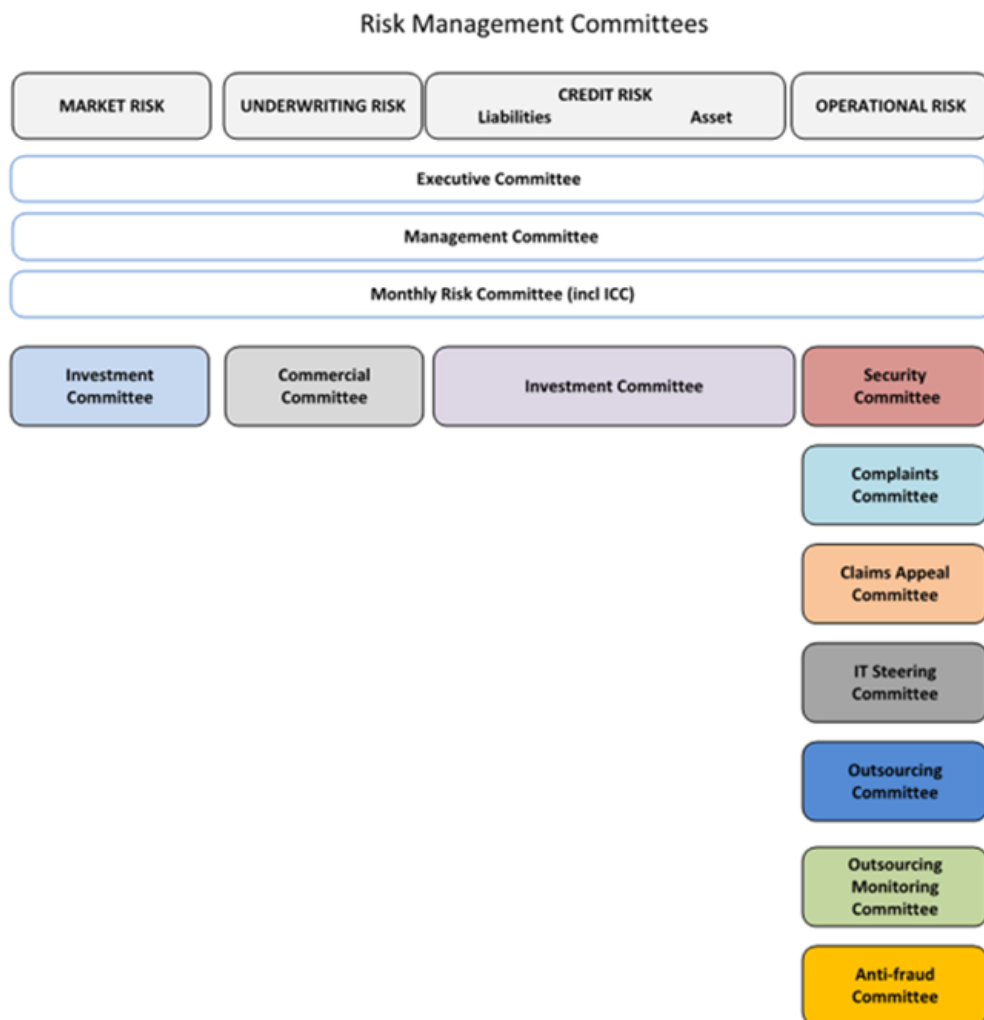 Risk Management Committees
MARKET RISK
UNDERWRITING RISK
CREDIT RISK
Liabilities Asset
OPERATIONAL RISK
Executive Committee
Management Committee
Monthly Risk Committee (incl ICC)
Investment
Committee
Commercial
Committee
Investment Committee
Security
Committee
Complaints
Committee
Claims Appeal
Committee
IT Steering
Committee
Outsourcing
Committee
Outsourcing
Monitoring
Committee
Anti-fraud
Committee